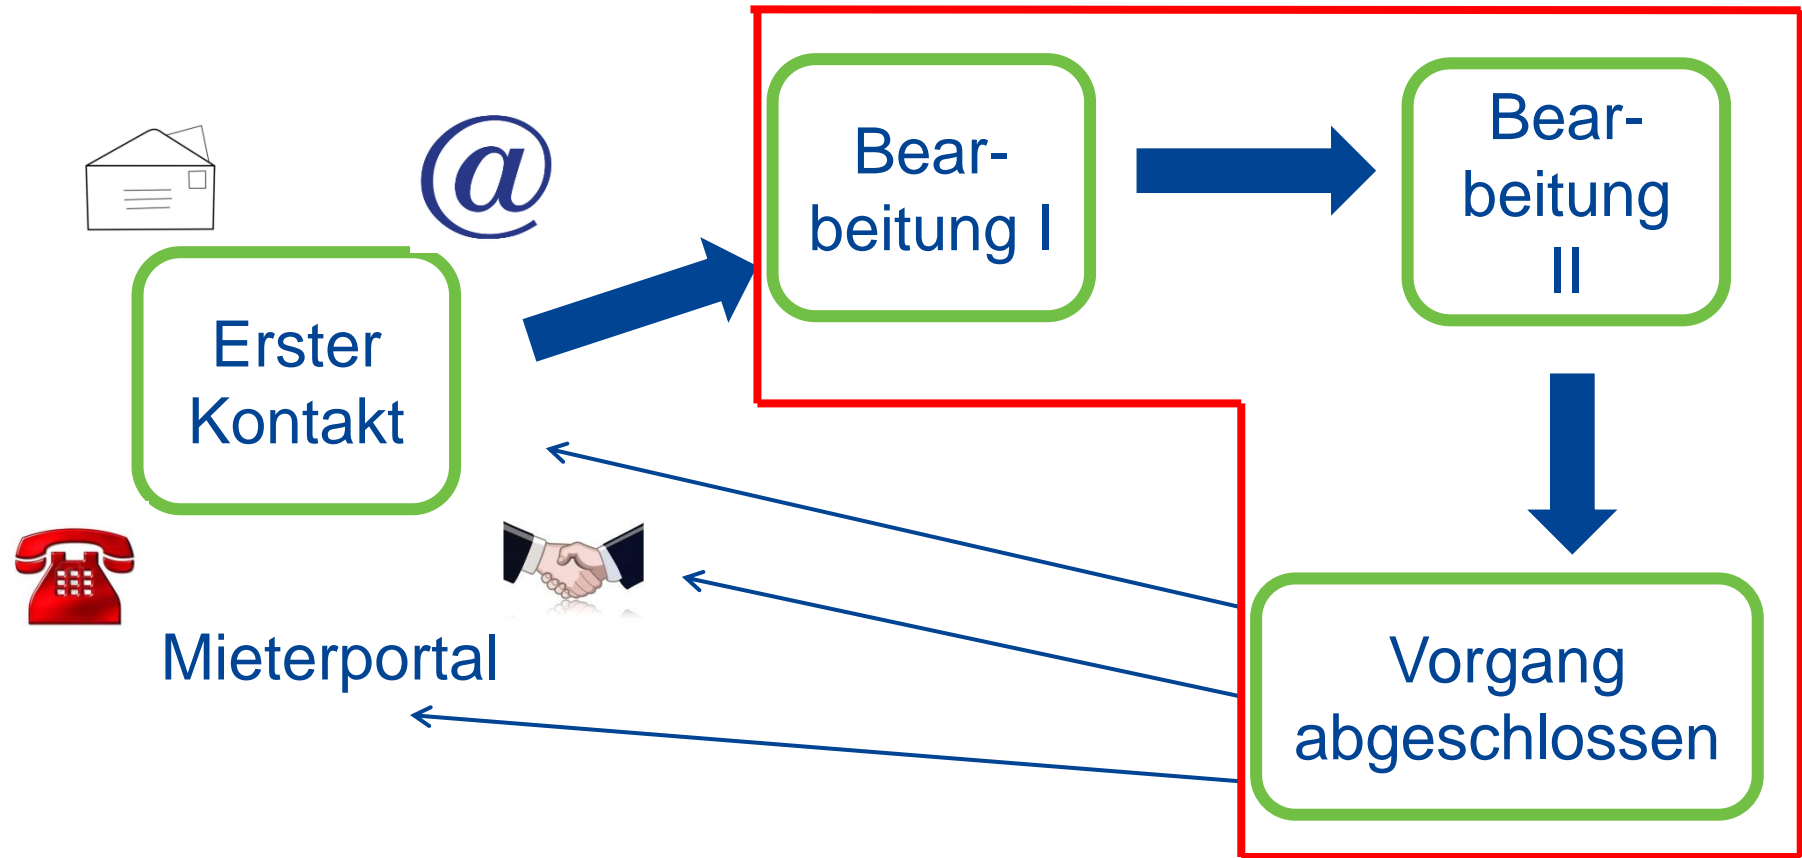 @
Erster
Kontakt
Bear-
beitung I
Bear-
beitung
II
Mieterportal
Vorgang
abgeschlossen